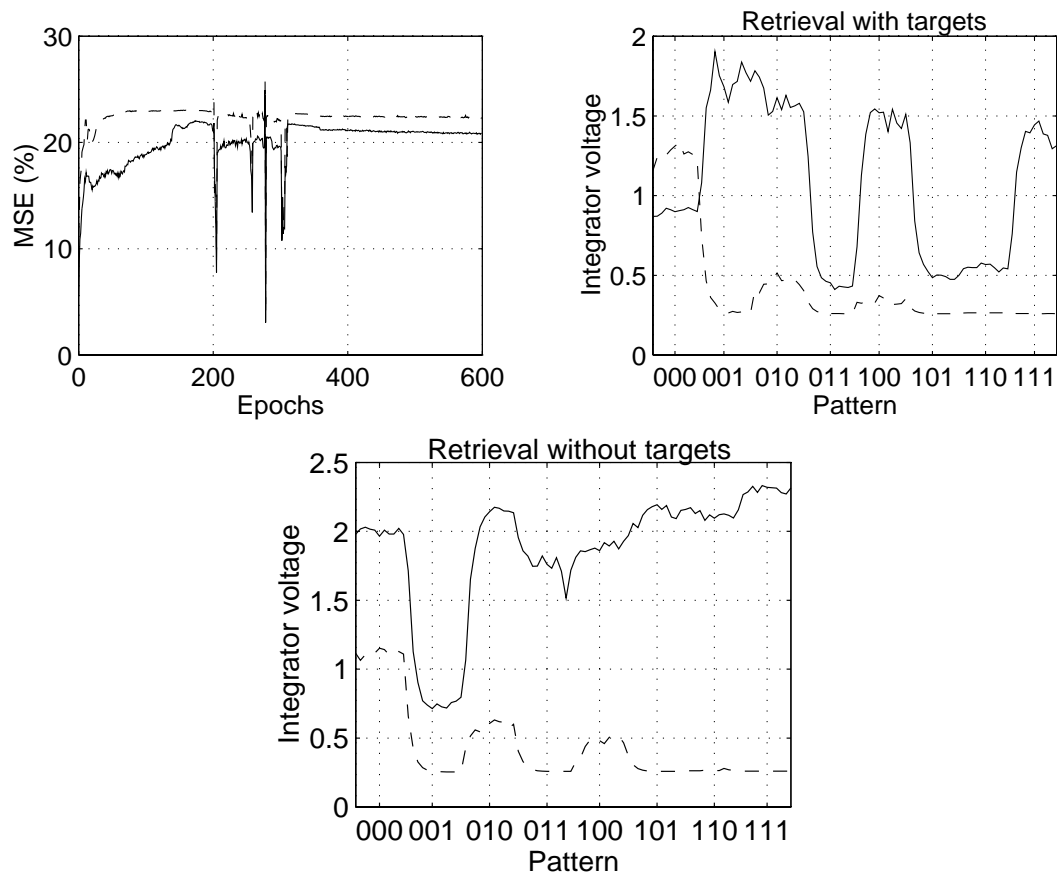 30
20
10
0
MSE (%)
0 200 400 600
Epochs
Retrieval with targets
2
1.5
1
0.5
0
Integrator voltage
000 001 010 011 100 101 110 111
Pattern
Retrieval without targets
2.5
2
1.5
1
0.5
0
Integrator voltage
000 001 010 011 100 101 110 111
Pattern